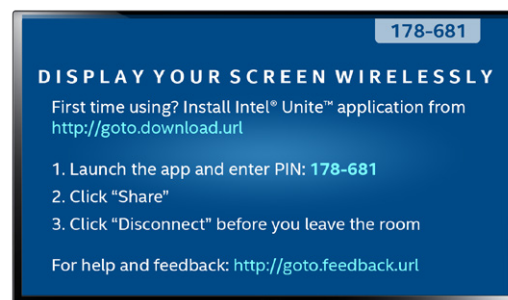 178-681
DISPLAY YOUR SCREEN WIRELESSLY
First time using? Install Intel® Unite™ application from
http://goto.download.url
1. Launch the app and enter PIN: 178-681
2. Click “Share”
3. Click “Disconnect” before you leave the room
For help and feedback: http://goto.feedback.url